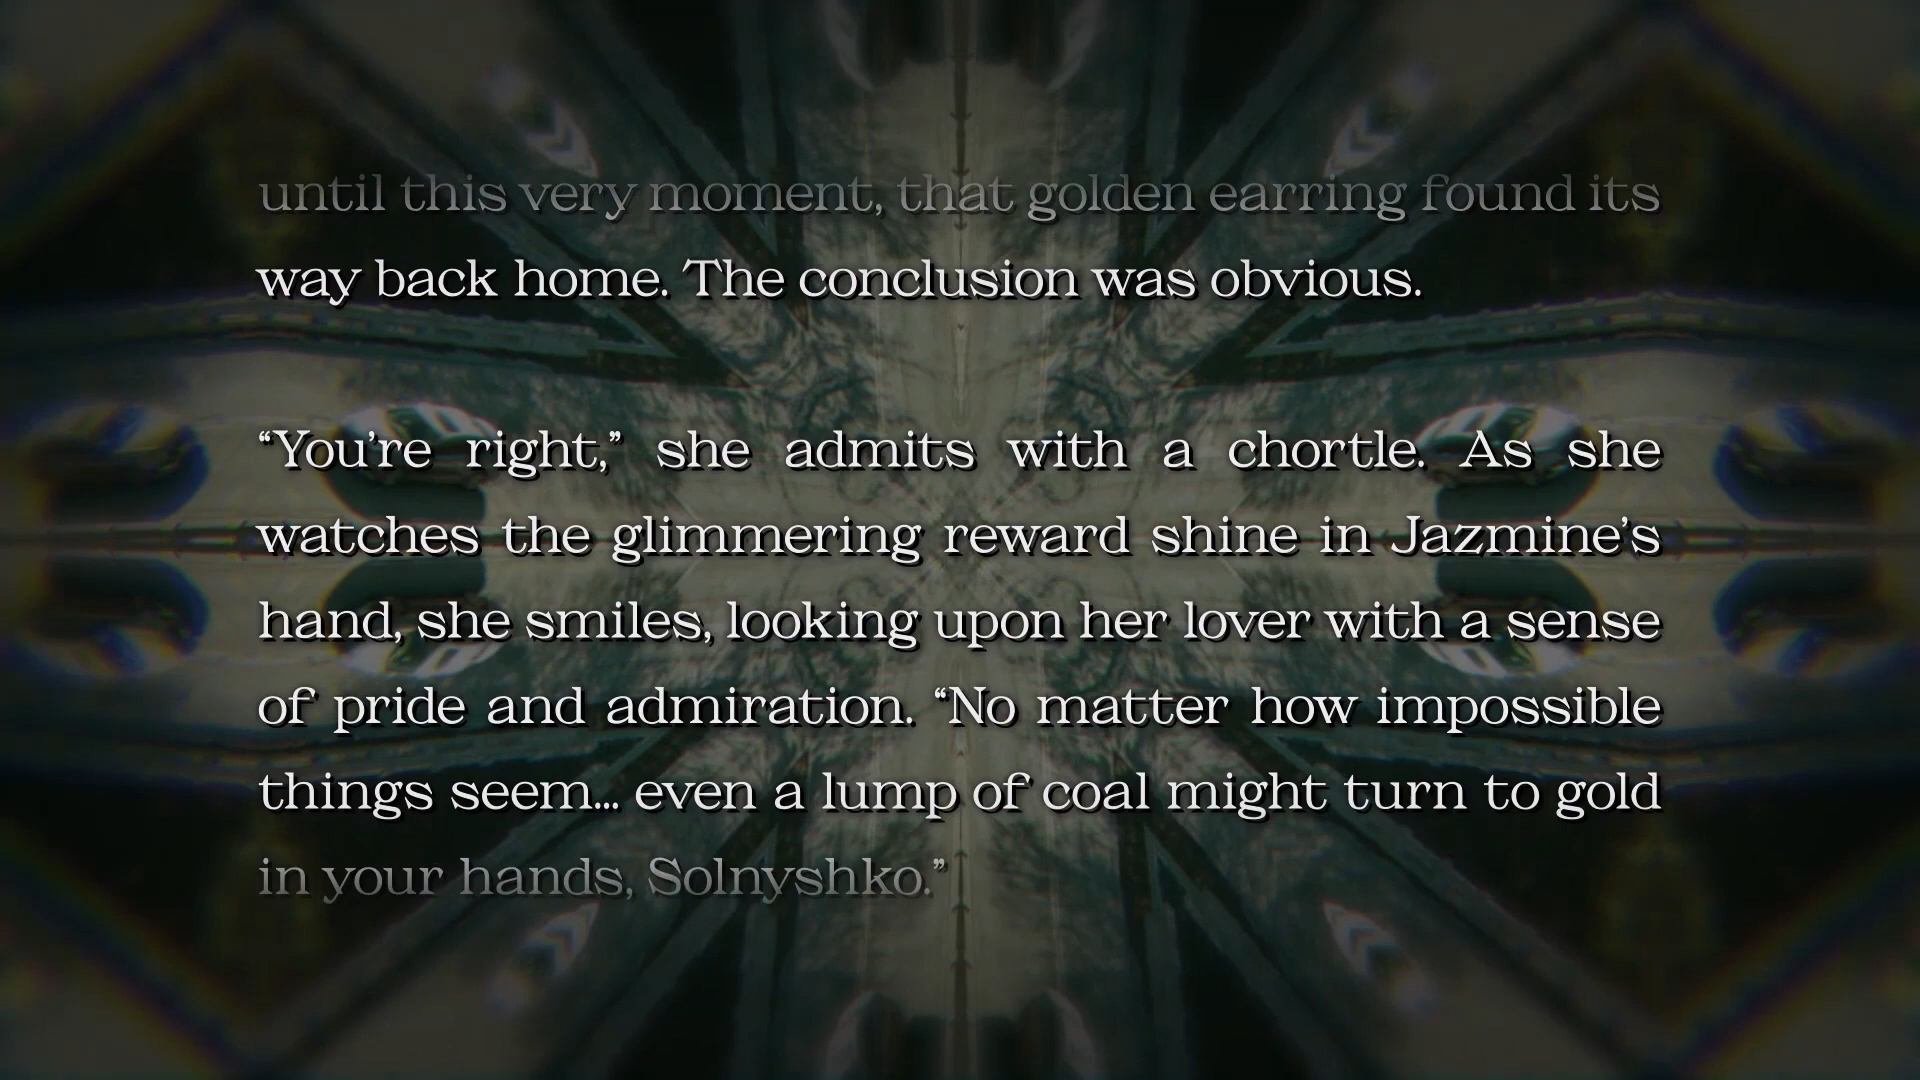 until this very moment, that golden earring found its
way back home. The conclusion was obvious.
“You’re right,” she admits with a chortle. As she
watches the glimmering reward shine in Jazmine’s
hand, she smiles, looking upon her lover with a sense
of pride and admiration. “No matter how impossible
things seem... even a lump of coal might turn to gold
in your hands, Solnyshko.”